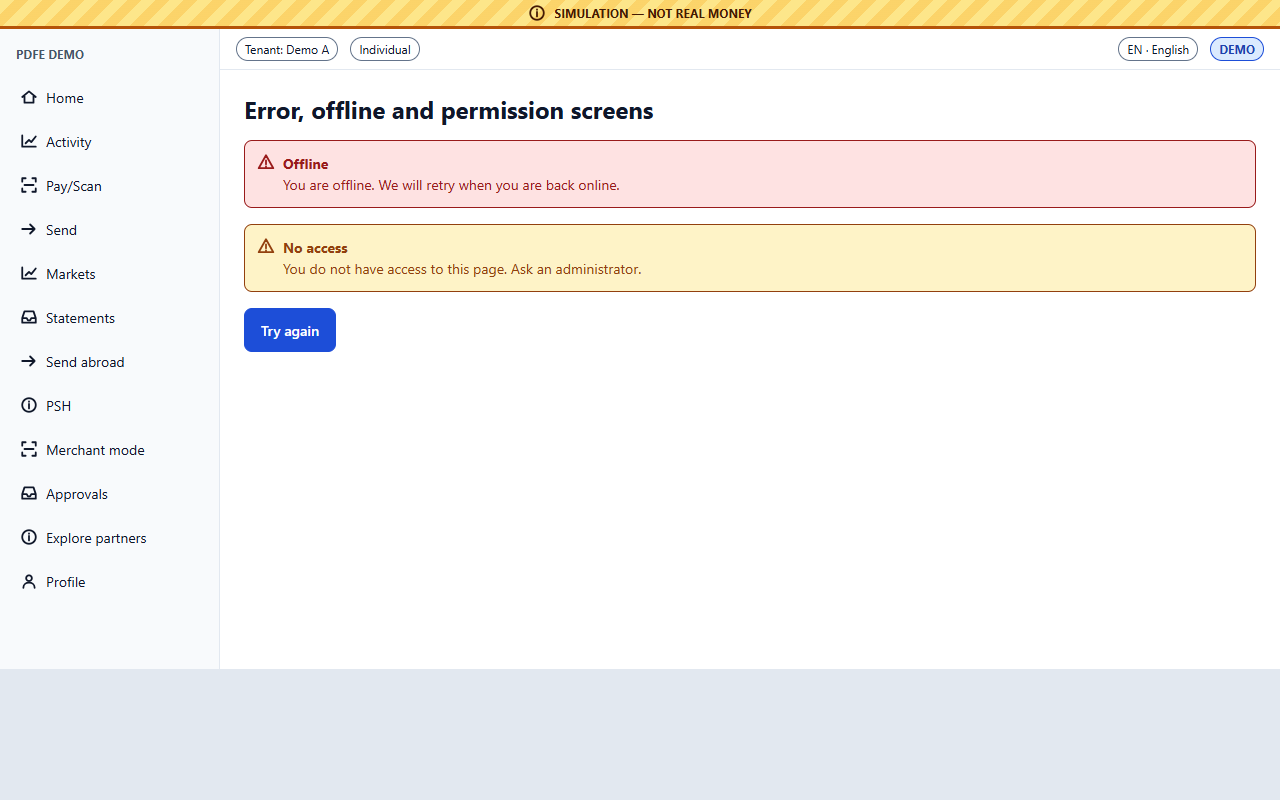 SIMULATION — NOT REAL MONEY
PDFE DEMO
Tenant: Demo A
Individual
EN · English
DEMO
Home
Activity
Pay/Scan
Send
Markets
Statements
Send abroad
PSH
Merchant mode
Approvals
Explore partners
Profile
Error, offline and permission screens
Offline
You are offline. We will retry when you are back online.
No access
You do not have access to this page. Ask an administrator.
Try again